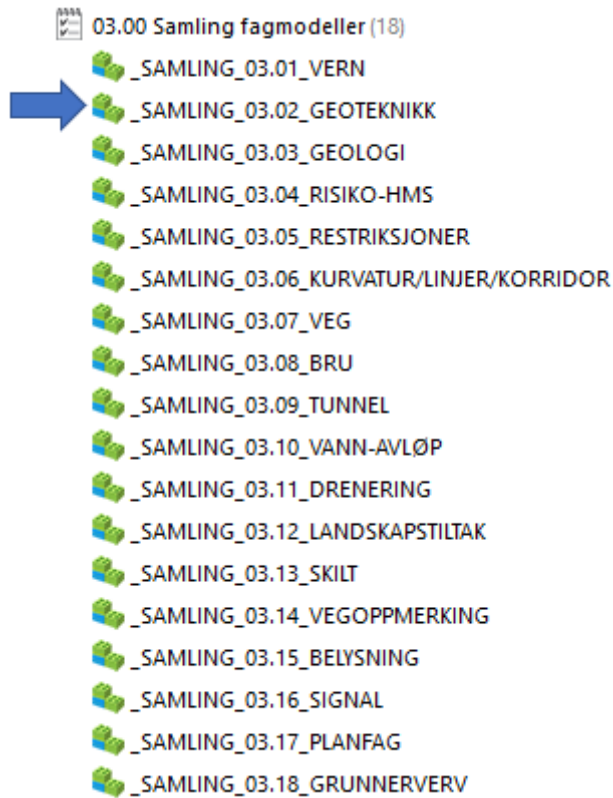 03.00 Samling fagmodeller (18)
_SAMLING_03.01_VERN
_SAMLING_03.02_GEOTEKNIKK
_SAMLING_03.03_GEOLOGI
_SAMLING_03.04_RISIKO-HMS
_SAMLING_03.05_RESTRIKSJONER
_SAMLING_03.06_KURVATUR/LINJER/KORRIDOR
_SAMLING_03.07_VEG
_SAMLING_03.08_BRU
_SAMLING_03.09_TUNNEL
_SAMLING_03.10_VANN-AVLØP
_SAMLING_03.11_DRENERING
_SAMLING_03.12_LANDSKAPSTILTAK
_SAMLING_03.13_SKILT
_SAMLING_03.14_VEGOPPMERKING
_SAMLING_03.15_BELYSNING
_SAMLING_03.16_SIGNAL
_SAMLING_03.17_PLANFAG
_SAMLING_03.18_GRUNNERVERV